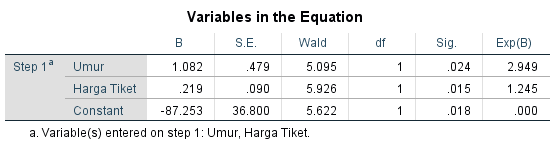 Variables in the Equation
B S.E. Wald df Sig. Exp(B)
Step 1a Umur 1.082 .479 5.095 1 .024 2.949
Harga Tiket .219 .090 5.926 1 .015 1.245
Constant -87.253 36.800 5.622 1 .018 .000
a. Variable(s) entered on step 1: Umur, Harga Tiket.